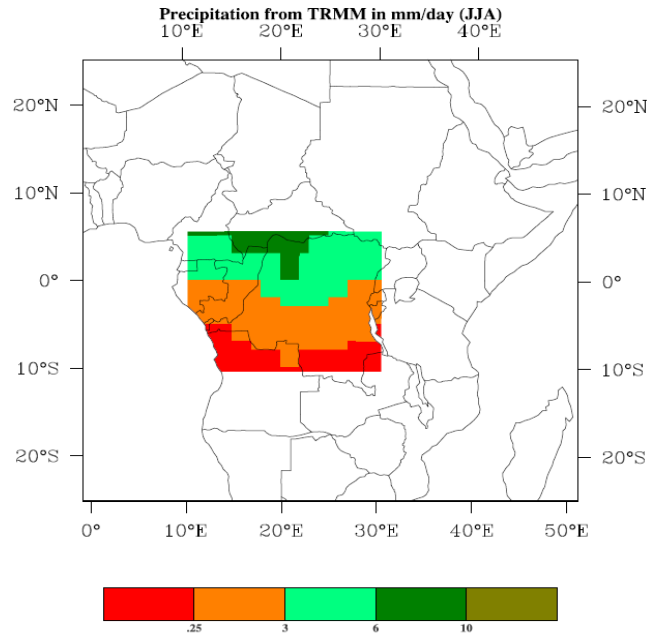 Precipitation from TRMM in mm/day (JJA)
10°E 20°E 30°E 40°E
20°N 20°N
10°N 10°N
0° 0°
10°S 10°S
20°S 20°S
0° 10°E 20°E 30°E 40°E 50°E
.25 3 6 10